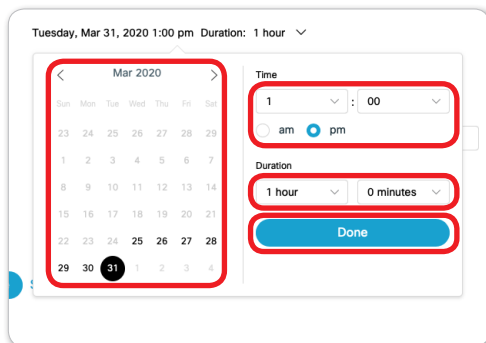 Tuesday, Mar 31, 2020 1:00 pm Duration: 1 hour
Mar 2020
Sun Mon Tue Wed Thu Fri Sat
23 24 25 26 27 28 29
1 2 3 4 5 6 7
8 9 10 11 12 13 14
15 16 17 18 19 20 21
22 23 24 25 26 27 28
29 30 31 1 2 3 4
Time
1 : 00
am pm
Duration
1 hour 0 minutes
Done